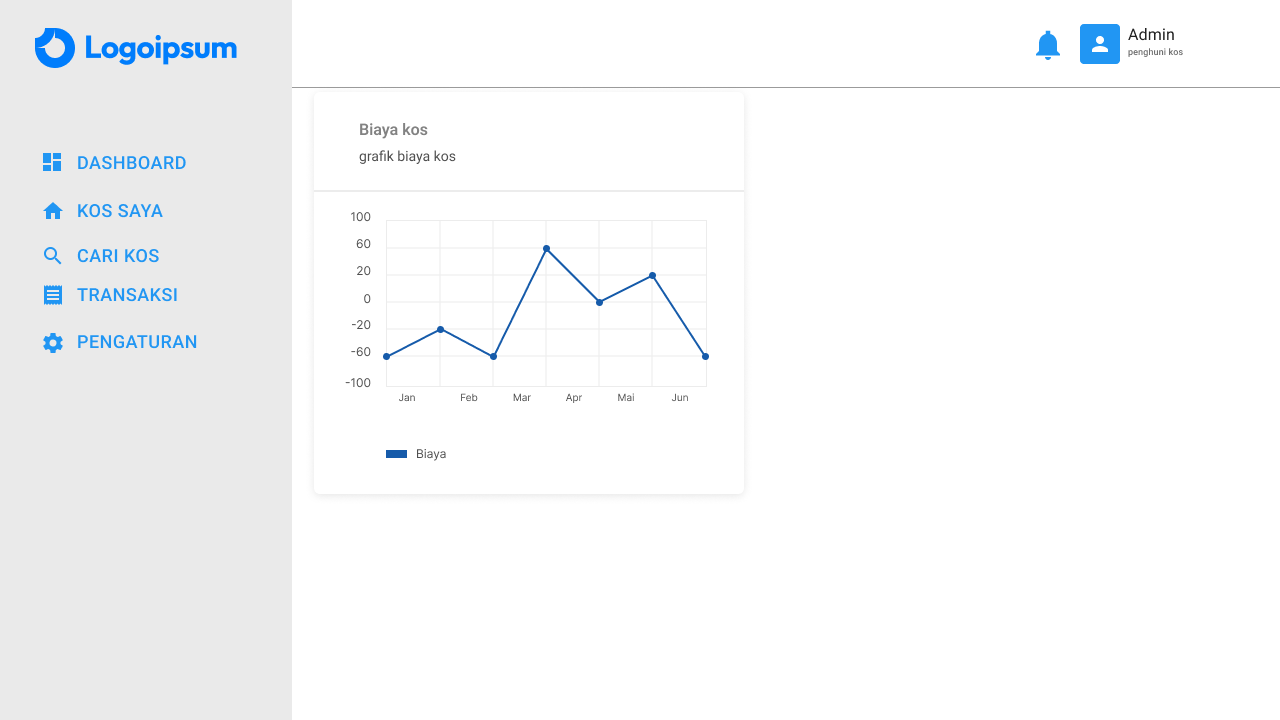 Logoipsum
Admin
penghuni kos
DASHBOARD
KOS SAYA
CARI KOS
TRANSAKSI
PENGATURAN
Biaya kos
grafik biaya kos
100
60
20
0
-20
-60
-100
Jan Feb Mar Apr Mai Jun
Biaya